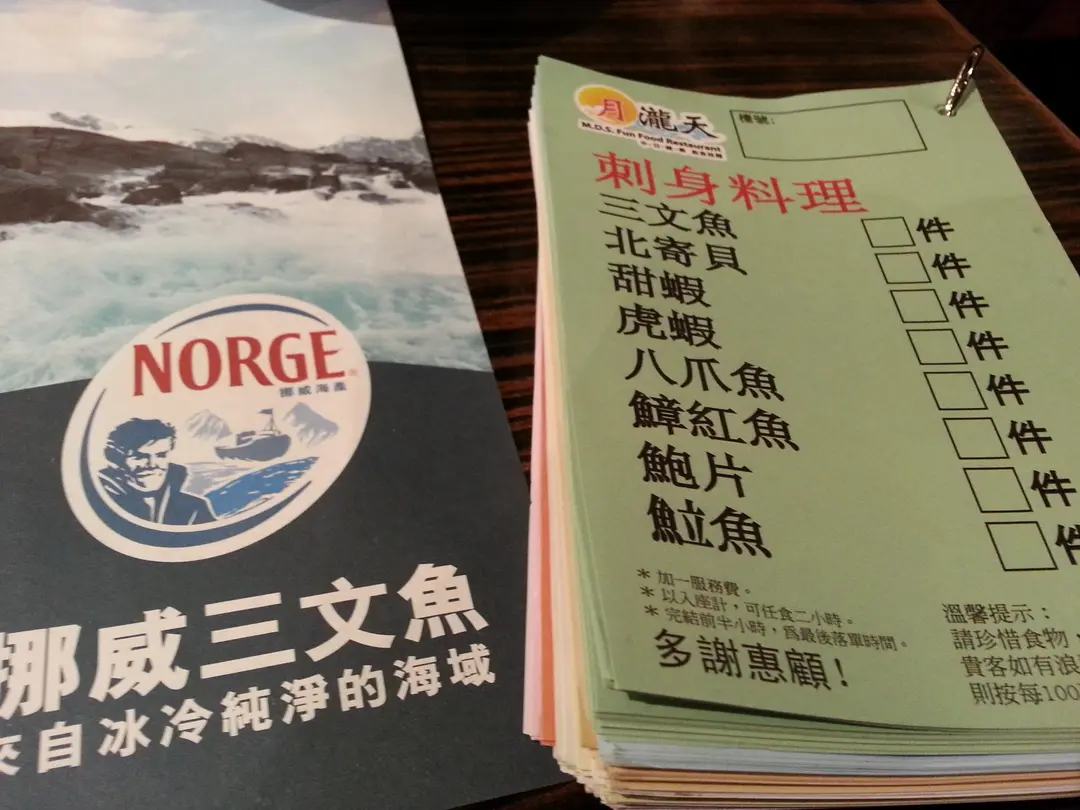 NORGE
挪威海產
挪威三文魚
來自冰冷純淨的海域
月瀧天
M.D.S. Fun Food Restaurant
檯號:
刺身料理
三文魚 件
北寄貝 件
甜蝦 件
虎蝦 件
八爪魚 件
鱆紅魚 件
鮑片 件
䱀魚 件
* 加一服務費。
* 以入座計，可任食二小時。
* 完結前半小時，為最後落單時間。
多謝惠顧!
溫馨提示：
請珍惜食物，
貴客如有浪
則按每100